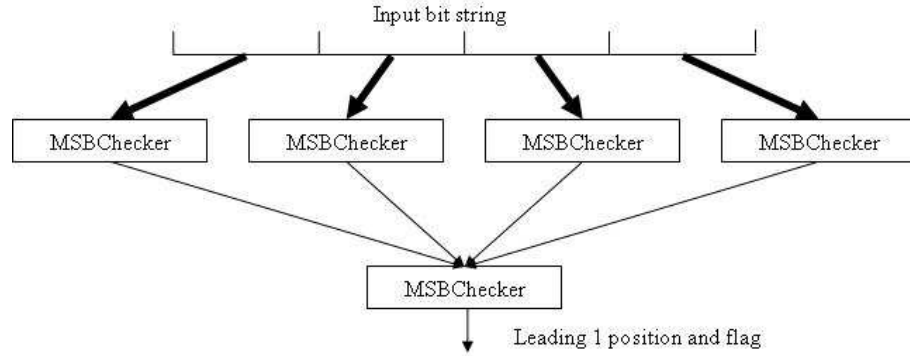 Input bit string
MSBChecker
MSBChecker
MSBChecker
MSBChecker
MSBChecker
Leading 1 position and flag